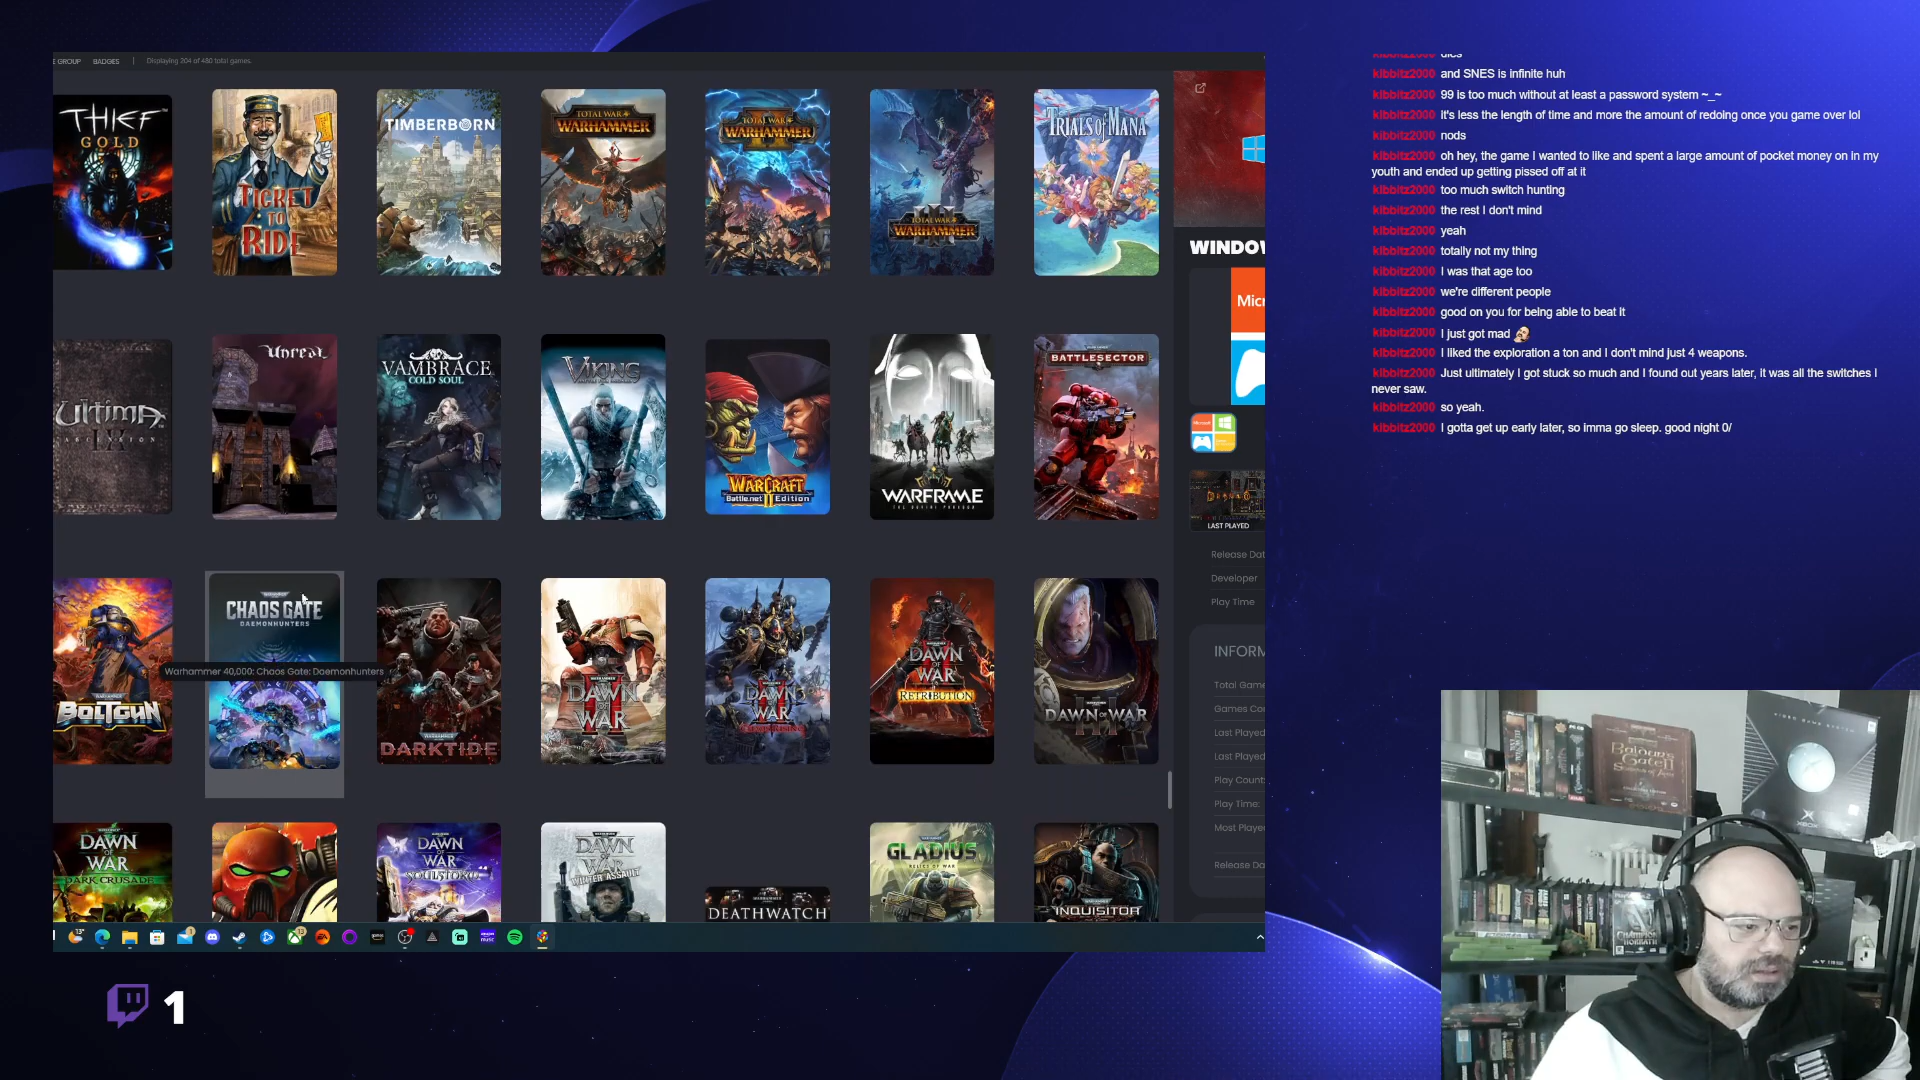 E GROUP BADGES Displaying 204 of 480 total games.
THIEF
GOLD
TICKET
TO
RIDE
TIMBERBORN
TOTAL WAR
WARHAMMER
TOTAL WAR
WARHAMMER
TOTAL WAR
WARHAMMER
TRIALS of MANA
WINDOW
Micr
ULTIMA
ASCENSION
Unreal
VAMBRACE
COLD SOUL
VIKING
WARCRAFT
Battle.net Edition
WARFRAME
BATTLESECTOR
LAST PLAYED
Release Dat
Developer
Play Time
BOLTGUN
CHAOS GATE
DAEMONHUNTERS
Warhammer 40,000: Chaos Gate: Daemonhunters
DARKTIDE
DAWN
OF
WAR
DAWN
OF
WAR
DAWN
OF
WAR
RETRIBUTION
DAWN OF WAR
INFORM
Total Game
Games Co
Last Played
Last Played
Play Count:
Play Time:
Most Playe
Release Da
DAWN
OF
WAR
DARK CRUSADE
DAWN
OF
WAR
SOULSTORM
DAWN
OF
WAR
WINTER ASSAULT
DEATHWATCH
GLADIUS
RELICS OF WAR
INQUISITOR
13°
1
kibbitz2000 dies
kibbitz2000 and SNES is infinite huh
kibbitz2000 99 is too much without at least a password system ~_~
kibbitz2000 It's less the length of time and more the amount of redoing once you game over lol
kibbitz2000 nods
kibbitz2000 oh hey, the game I wanted to like and spent a large amount of pocket money on in my
youth and ended up getting pissed off at it
kibbitz2000 too much switch hunting
kibbitz2000 the rest I don't mind
kibbitz2000 yeah
kibbitz2000 totally not my thing
kibbitz2000 I was that age too
kibbitz2000 we're different people
kibbitz2000 good on you for being able to beat it
kibbitz2000 I just got mad
kibbitz2000 I liked the exploration a ton and I don't mind just 4 weapons.
kibbitz2000 Just ultimately I got stuck so much and I found out years later, it was all the switches I
never saw.
kibbitz2000 so yeah.
kibbitz2000 I gotta get up early later, so imma go sleep. good night 0/
Baldur's
Gate II
XBOX